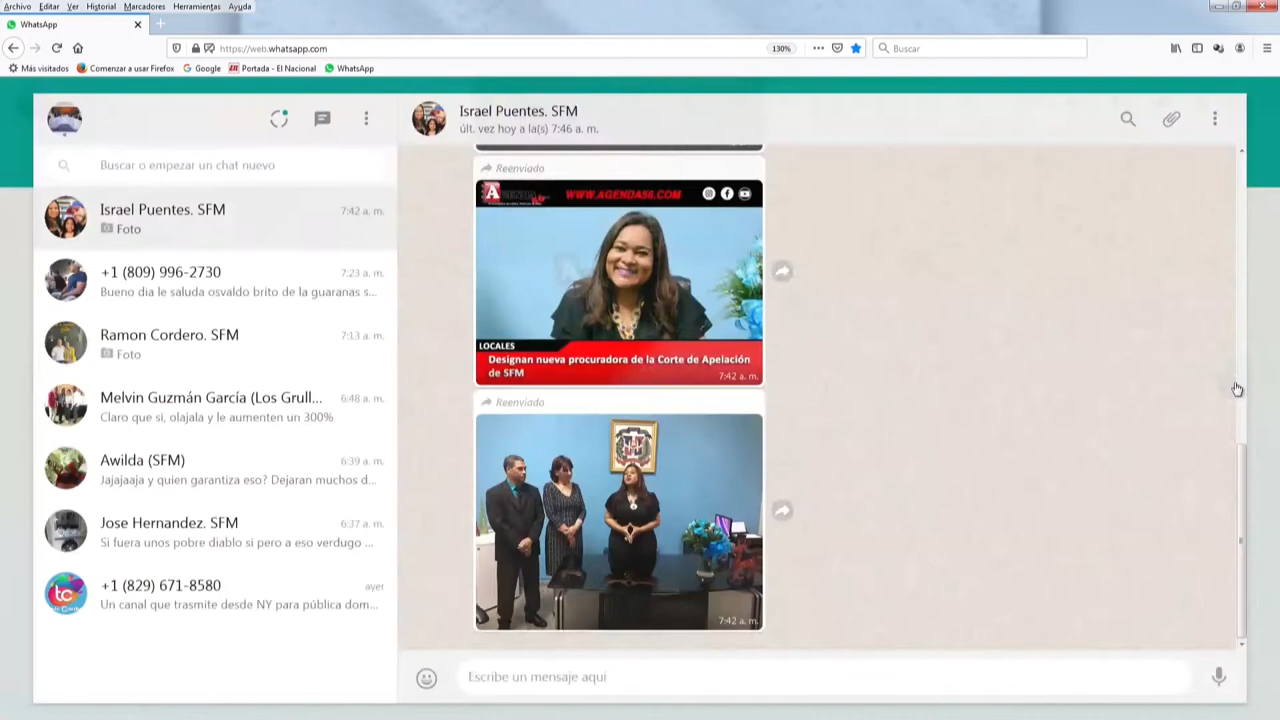 Archivo Editar Ver Historial Marcadores Herramientas Ayuda
WhatsApp
https://web.whatsapp.com
130%
Buscar
Más visitados Comenzar a usar Firefox Google Portada - El Nacional WhatsApp
Israel Puentes. SFM
últ. vez hoy a la(s) 7:46 a. m.
Buscar o empezar un chat nuevo
Israel Puentes. SFM 7:42 a. m.
Foto
+1 (809) 996-2730 7:23 a. m.
Bueno dia le saluda osvaldo brito de la guaranas s...
Ramon Cordero. SFM 7:13 a. m.
Foto
Melvin Guzmán García (Los Grull... 6:48 a. m.
Claro que si, olajala y le aumenten un 300%
Awilda (SFM) 6:39 a. m.
Jajajaaja y quien garantiza eso? Dejaran muchos d...
Jose Hernandez. SFM 6:37 a. m.
Si fuera unos pobre diablo si pero a eso verdugo ...
+1 (829) 671-8580 ayer
Un canal que trasmite desde NY para pública dom...
Reenviado
WWW.AGENDA56.COM
LOCALES
Designan nueva procuradora de la Corte de Apelación
de SFM
7:42 a. m.
Reenviado
7:42 a. m.
Escribe un mensaje aquí